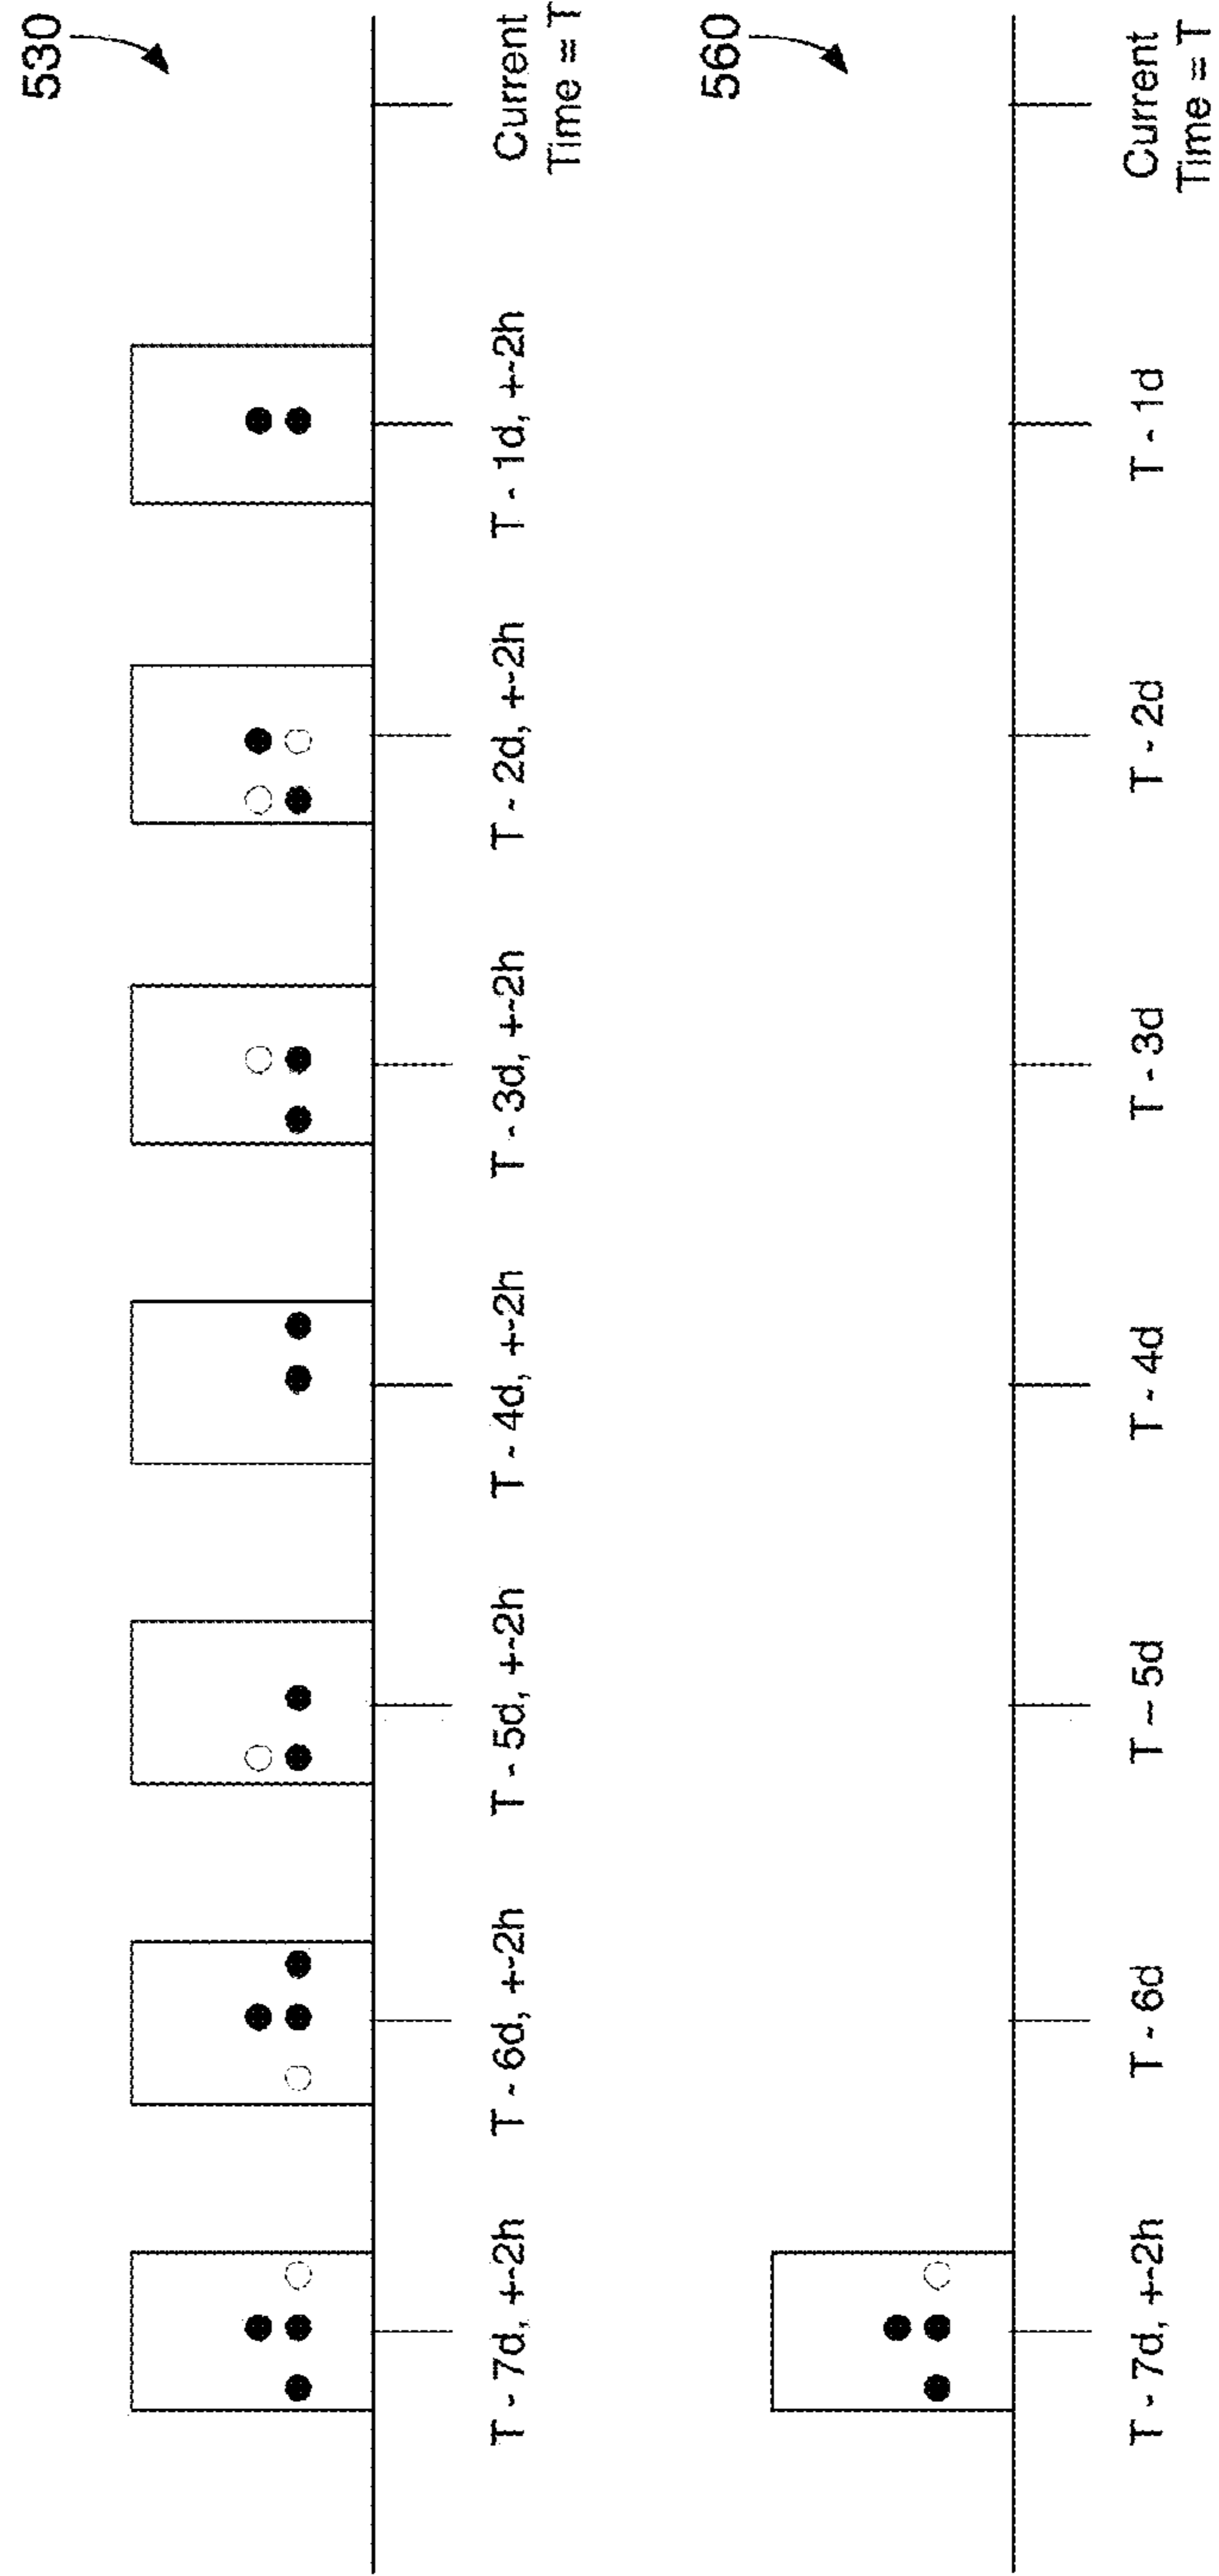 530
T - 7d, +-2h
T - 6d, +-2h
T - 5d, +-2h
T - 4d, +-2h
T - 3d, +-2h
T - 2d, +-2h
T - 1d, +-2h
Current
Time = T
560
T - 7d, +-2h
T - 6d
T - 5d
T - 4d
T - 3d
T - 2d
T - 1d
Current
Time = T